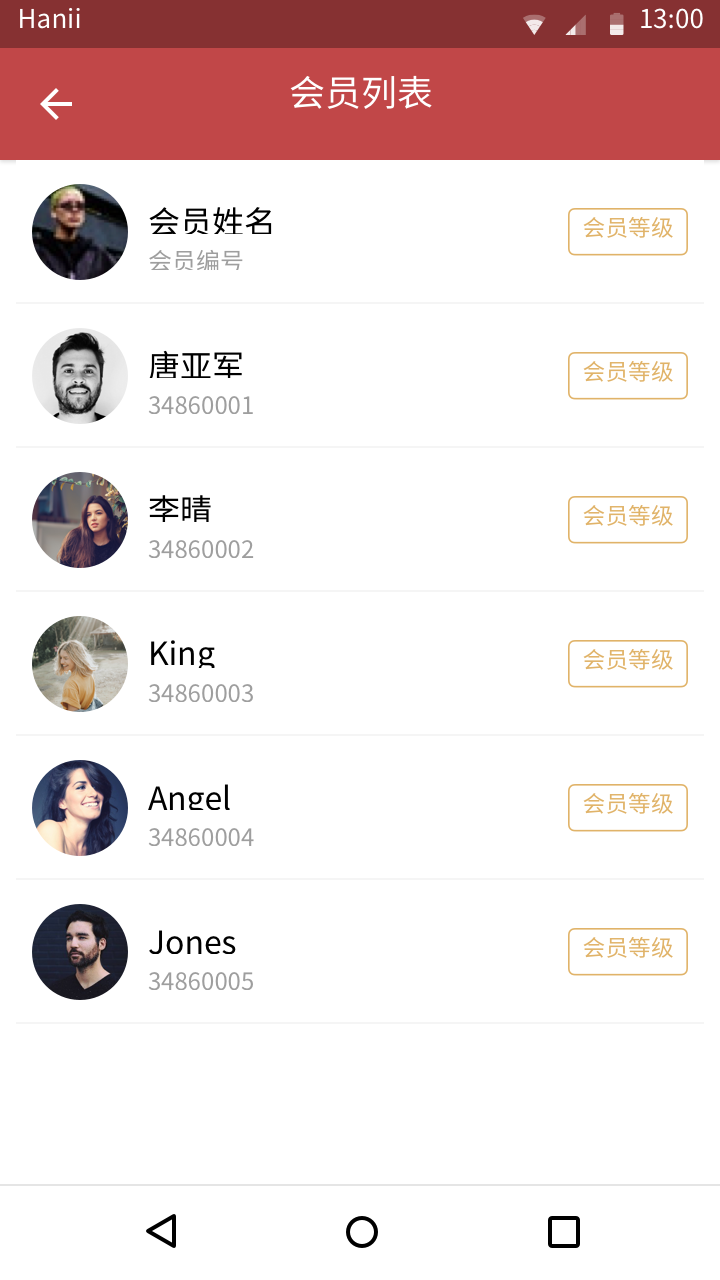 Hanii 13:00
会员列表
会员姓名
会员编号
会员等级
唐亚军
34860001
会员等级
李晴
34860002
会员等级
King
34860003
会员等级
Angel
34860004
会员等级
Jones
34860005
会员等级